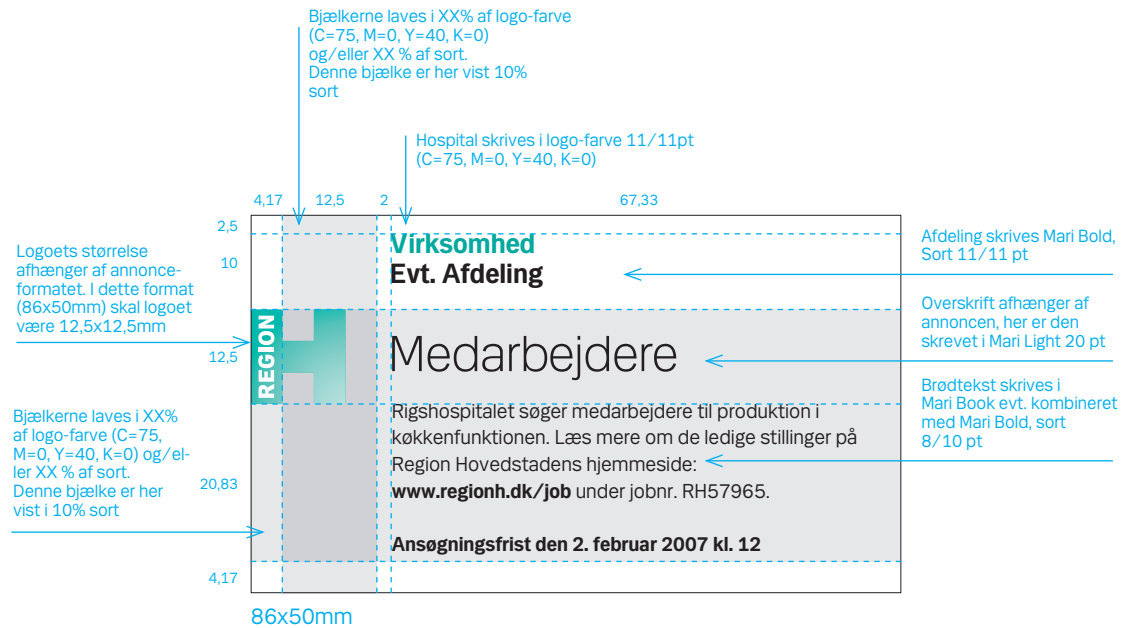 Bjælkerne laves i XX% af logo-farve
(C=75, M=0, Y=40, K=0)
og/eller XX % af sort.
Denne bjælke er her vist 10%
sort
Hospital skrives i logo-farve 11/11pt
(C=75, M=0, Y=40, K=0)
4,17 12,5 2 67,33
2,5
10
12,5
20,83
4,17
Logoets størrelse
afhænger af annonce-
formatet. I dette format
(86x50mm) skal logoet
være 12,5x12,5mm
Bjælkerne laves i XX%
af logo-farve (C=75,
M=0, Y=40, K=0) og/el-
ler XX % af sort.
Denne bjælke er her
vist i 10% sort
REGION
H
Virksomhed
Evt. Afdeling
Medarbejdere
Rigshospitalet søger medarbejdere til produktion i
køkkenfunktionen. Læs mere om de ledige stillinger på
Region Hovedstadens hjemmeside:
www.regionh.dk/job under jobnr. RH57965.
Ansøgningsfrist den 2. februar 2007 kl. 12
Afdeling skrives Mari Bold,
Sort 11/11 pt
Overskrift afhænger af
annoncen, her er den
skrevet i Mari Light 20 pt
Brødtekst skrives i
Mari Book evt. kombineret
med Mari Bold, sort
8/10 pt
86x50mm